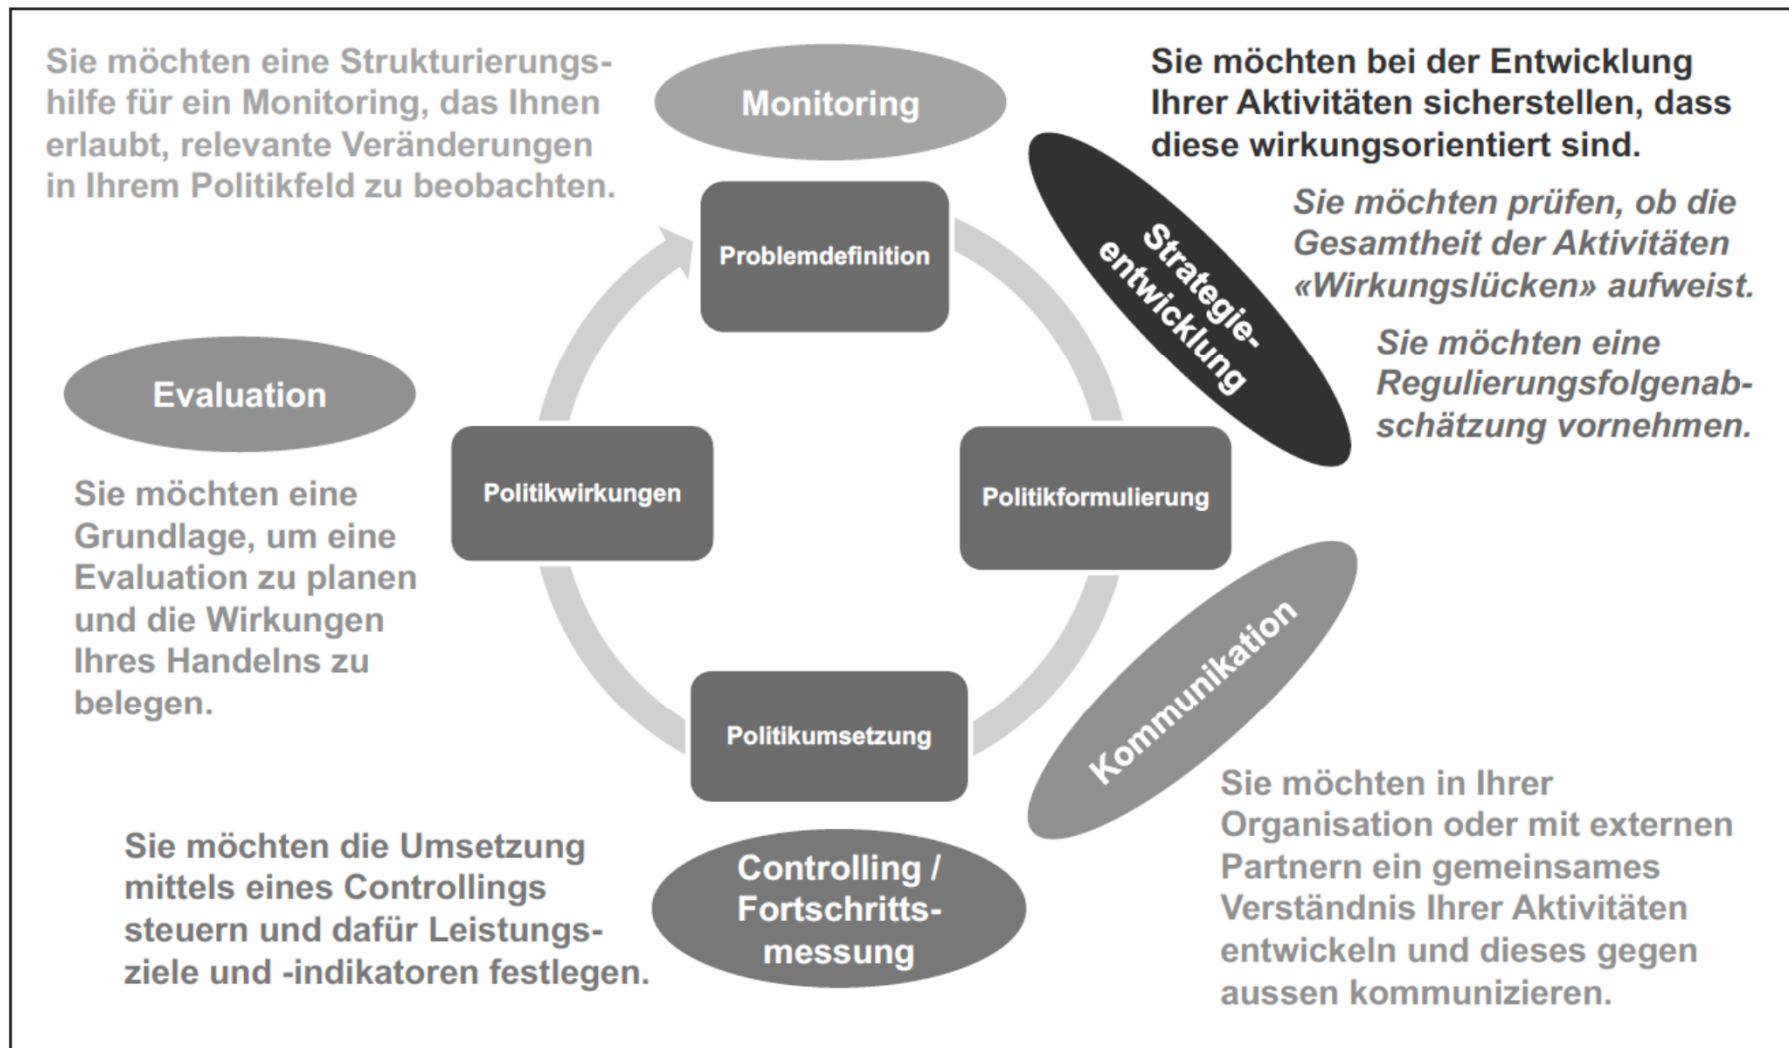 Sie möchten eine Strukturierungs-
hilfe für ein Monitoring, das Ihnen
erlaubt, relevante Veränderungen
in Ihrem Politikfeld zu beobachten.
Monitoring
Sie möchten bei der Entwicklung
Ihrer Aktivitäten sicherstellen, dass
diese wirkungsorientiert sind.
Sie möchten prüfen, ob die
Gesamtheit der Aktivitäten
«Wirkungslücken» aufweist.
Sie möchten eine
Regulierungsfolgenab-
schätzung vornehmen.
Strategie-
entwicklung
Problemdefinition
Evaluation
Politikwirkungen
Politikformulierung
Sie möchten eine
Grundlage, um eine
Evaluation zu planen
und die Wirkungen
Ihres Handelns zu
belegen.
Kommunikation
Politikumsetzung
Sie möchten in Ihrer
Organisation oder mit externen
Partnern ein gemeinsames
Verständnis Ihrer Aktivitäten
entwickeln und dieses gegen
aussen kommunizieren.
Sie möchten die Umsetzung
mittels eines Controllings
steuern und dafür Leistungs-
ziele und -indikatoren festlegen.
Controlling /
Fortschritts-
messung